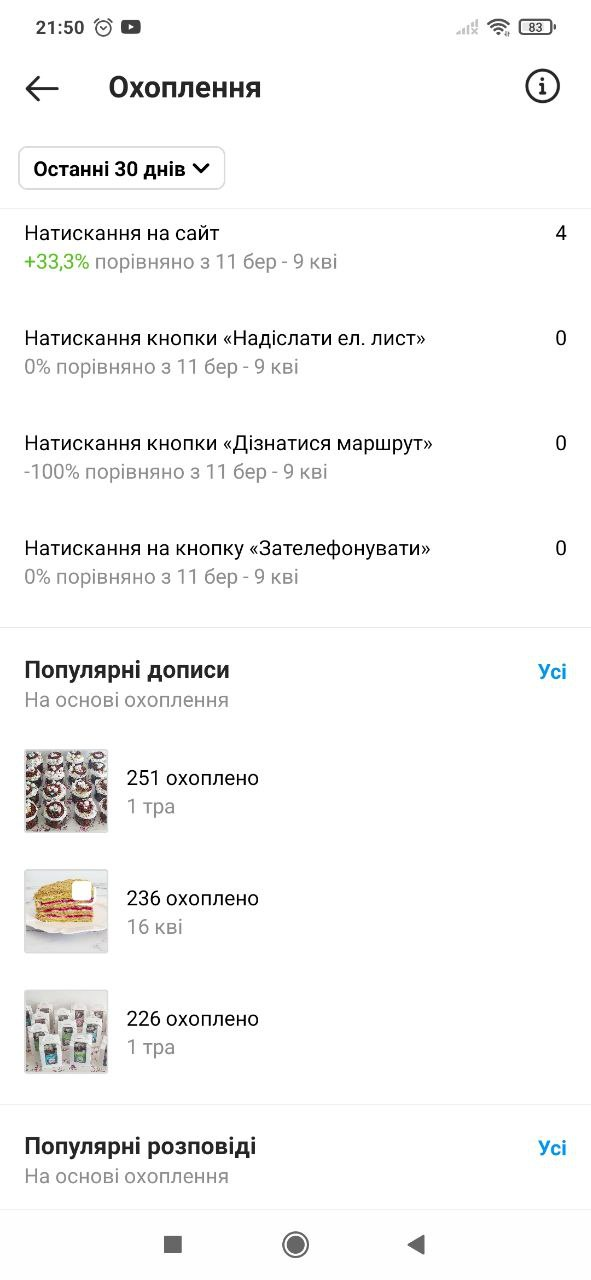 21:50
83
Охоплення
Останні 30 днів
Натискання на сайт
4
+33,3% порівняно з 11 бер - 9 кві
Натискання кнопки «Надіслати ел. лист»
0
0% порівняно з 11 бер - 9 кві
Натискання кнопки «Дізнатися маршрут»
0
-100% порівняно з 11 бер - 9 кві
Натискання на кнопку «Зателефонувати»
0
0% порівняно з 11 бер - 9 кві
Популярні дописи
Усі
На основі охоплення
251 охоплено
1 тра
236 охоплено
16 кві
226 охоплено
1 тра
Популярні розповіді
Усі
На основі охоплення